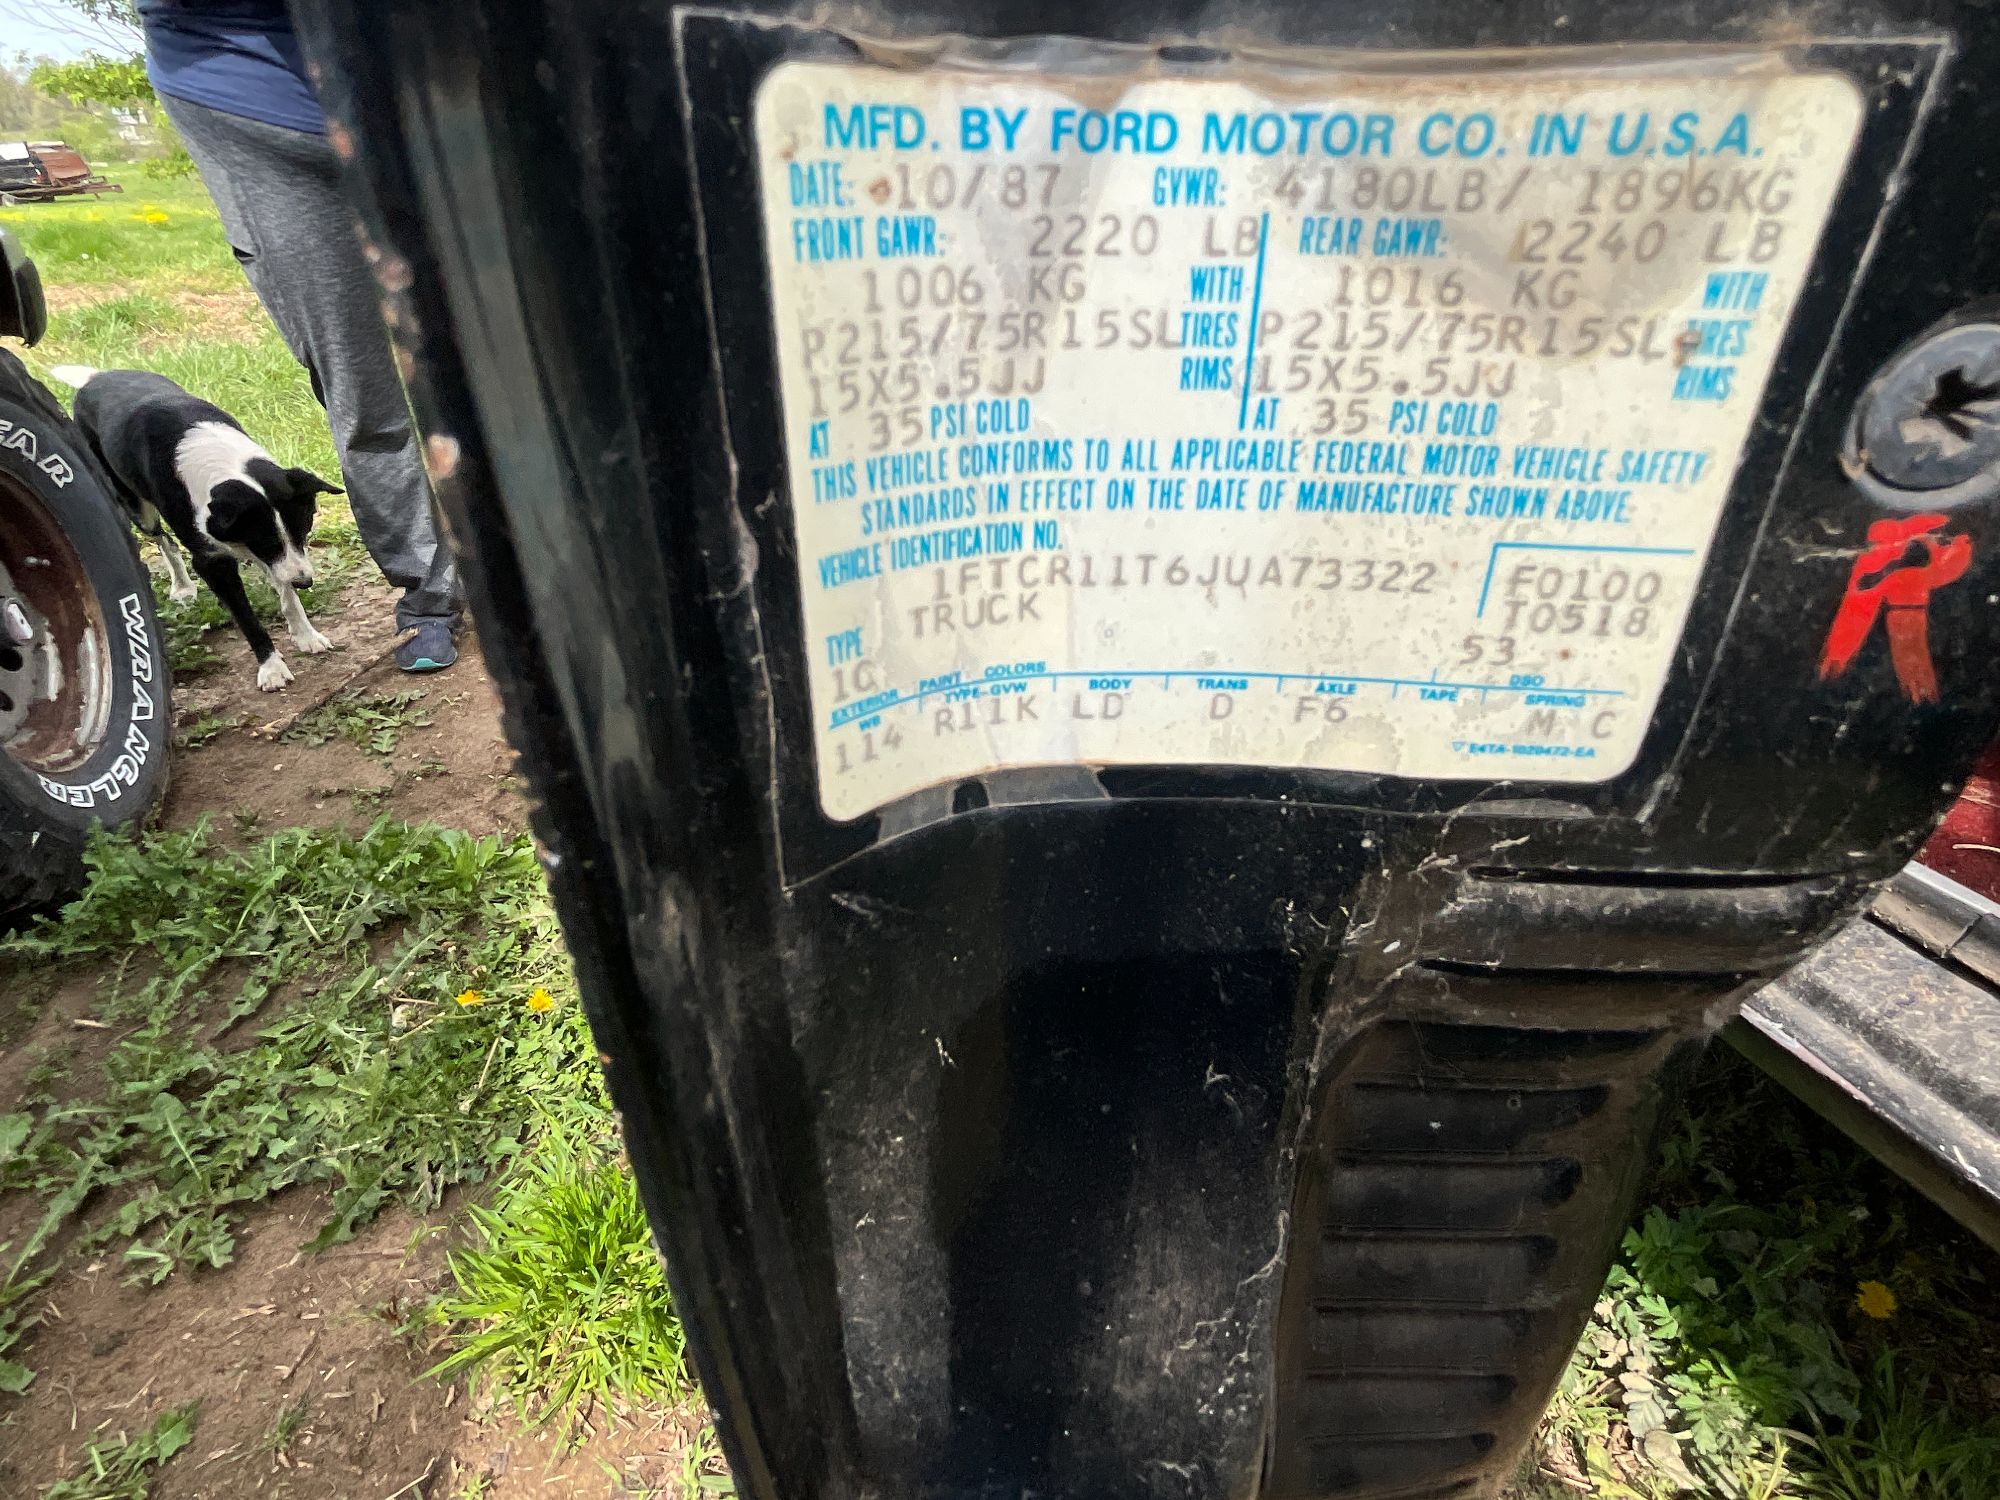 MFD. BY FORD MOTOR CO. IN U.S.A.
DATE: 10/87 GVWR: 4180LB/ 1896KG
FRONT GAWR: 2220 LB REAR GAWR: 2240 LB
1006 KG WITH 1016 KG WITH
P215/75R15SL TIRES P215/75R15SL TIRES
15X5.5JJ RIMS 15X5.5JJ RIMS
AT 35 PSI COLD AT 35 PSI COLD
THIS VEHICLE CONFORMS TO ALL APPLICABLE FEDERAL MOTOR VEHICLE SAFETY
STANDARDS IN EFFECT ON THE DATE OF MANUFACTURE SHOWN ABOVE.
VEHICLE IDENTIFICATION NO.
1FTCR11T6JUA73322 F0100
TYPE TRUCK T0518
1C 53
EXTERIOR PAINT COLORS DSO
WB TYPE-GVW BODY TRANS AXLE TAPE SPRING
114 R11K LD D F6 M C
E4TA-1020472-EA
WRANGLER